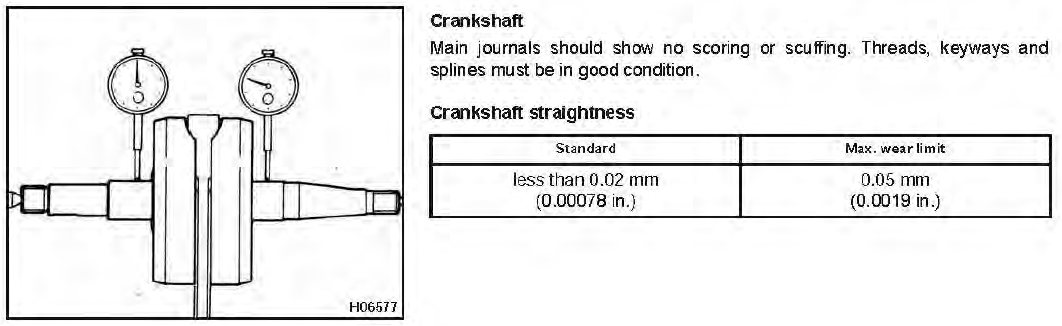 Crankshaft
Main journals should show no scoring or scuffing. Threads, keyways and
splines must be in good condition.
Crankshaft straightness
Standard
Max. wear limit
less than 0.02 mm
(0.00078 in.)
0.05 mm
(0.0019 in.)
H06577